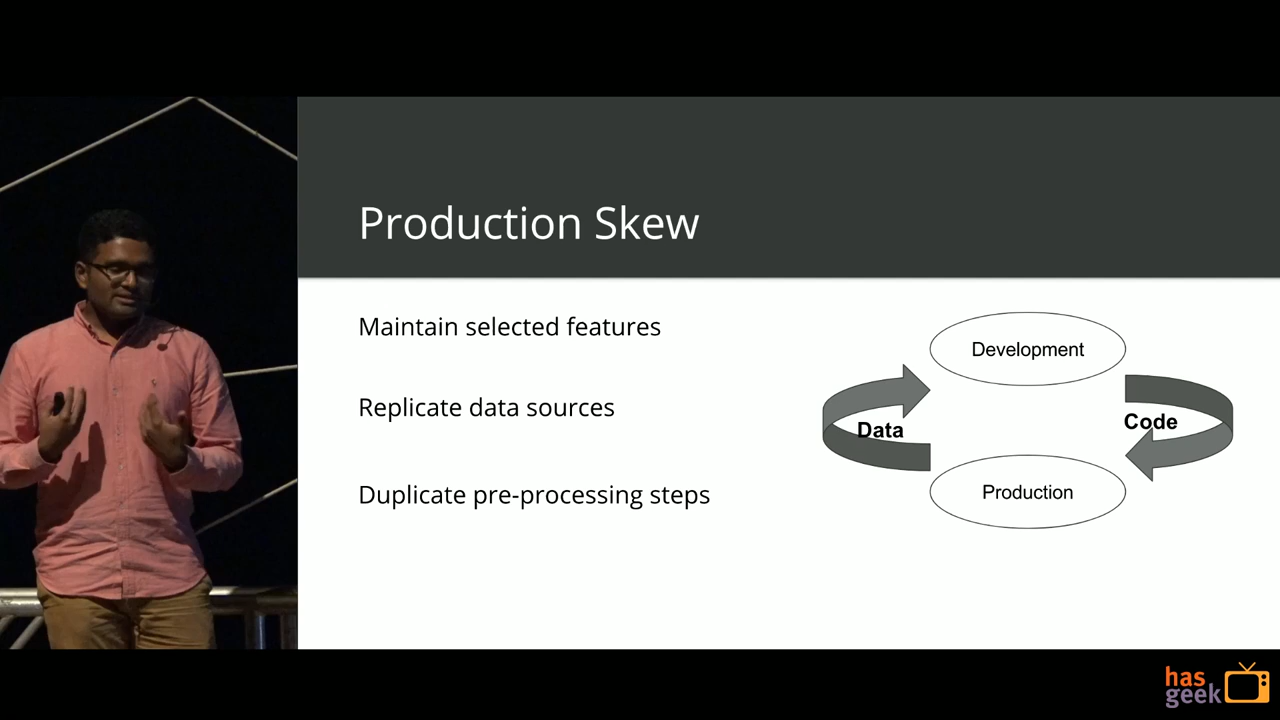 Production Skew
Maintain selected features
Replicate data sources
Duplicate pre-processing steps
Development
Data
Code
Production
has
geek